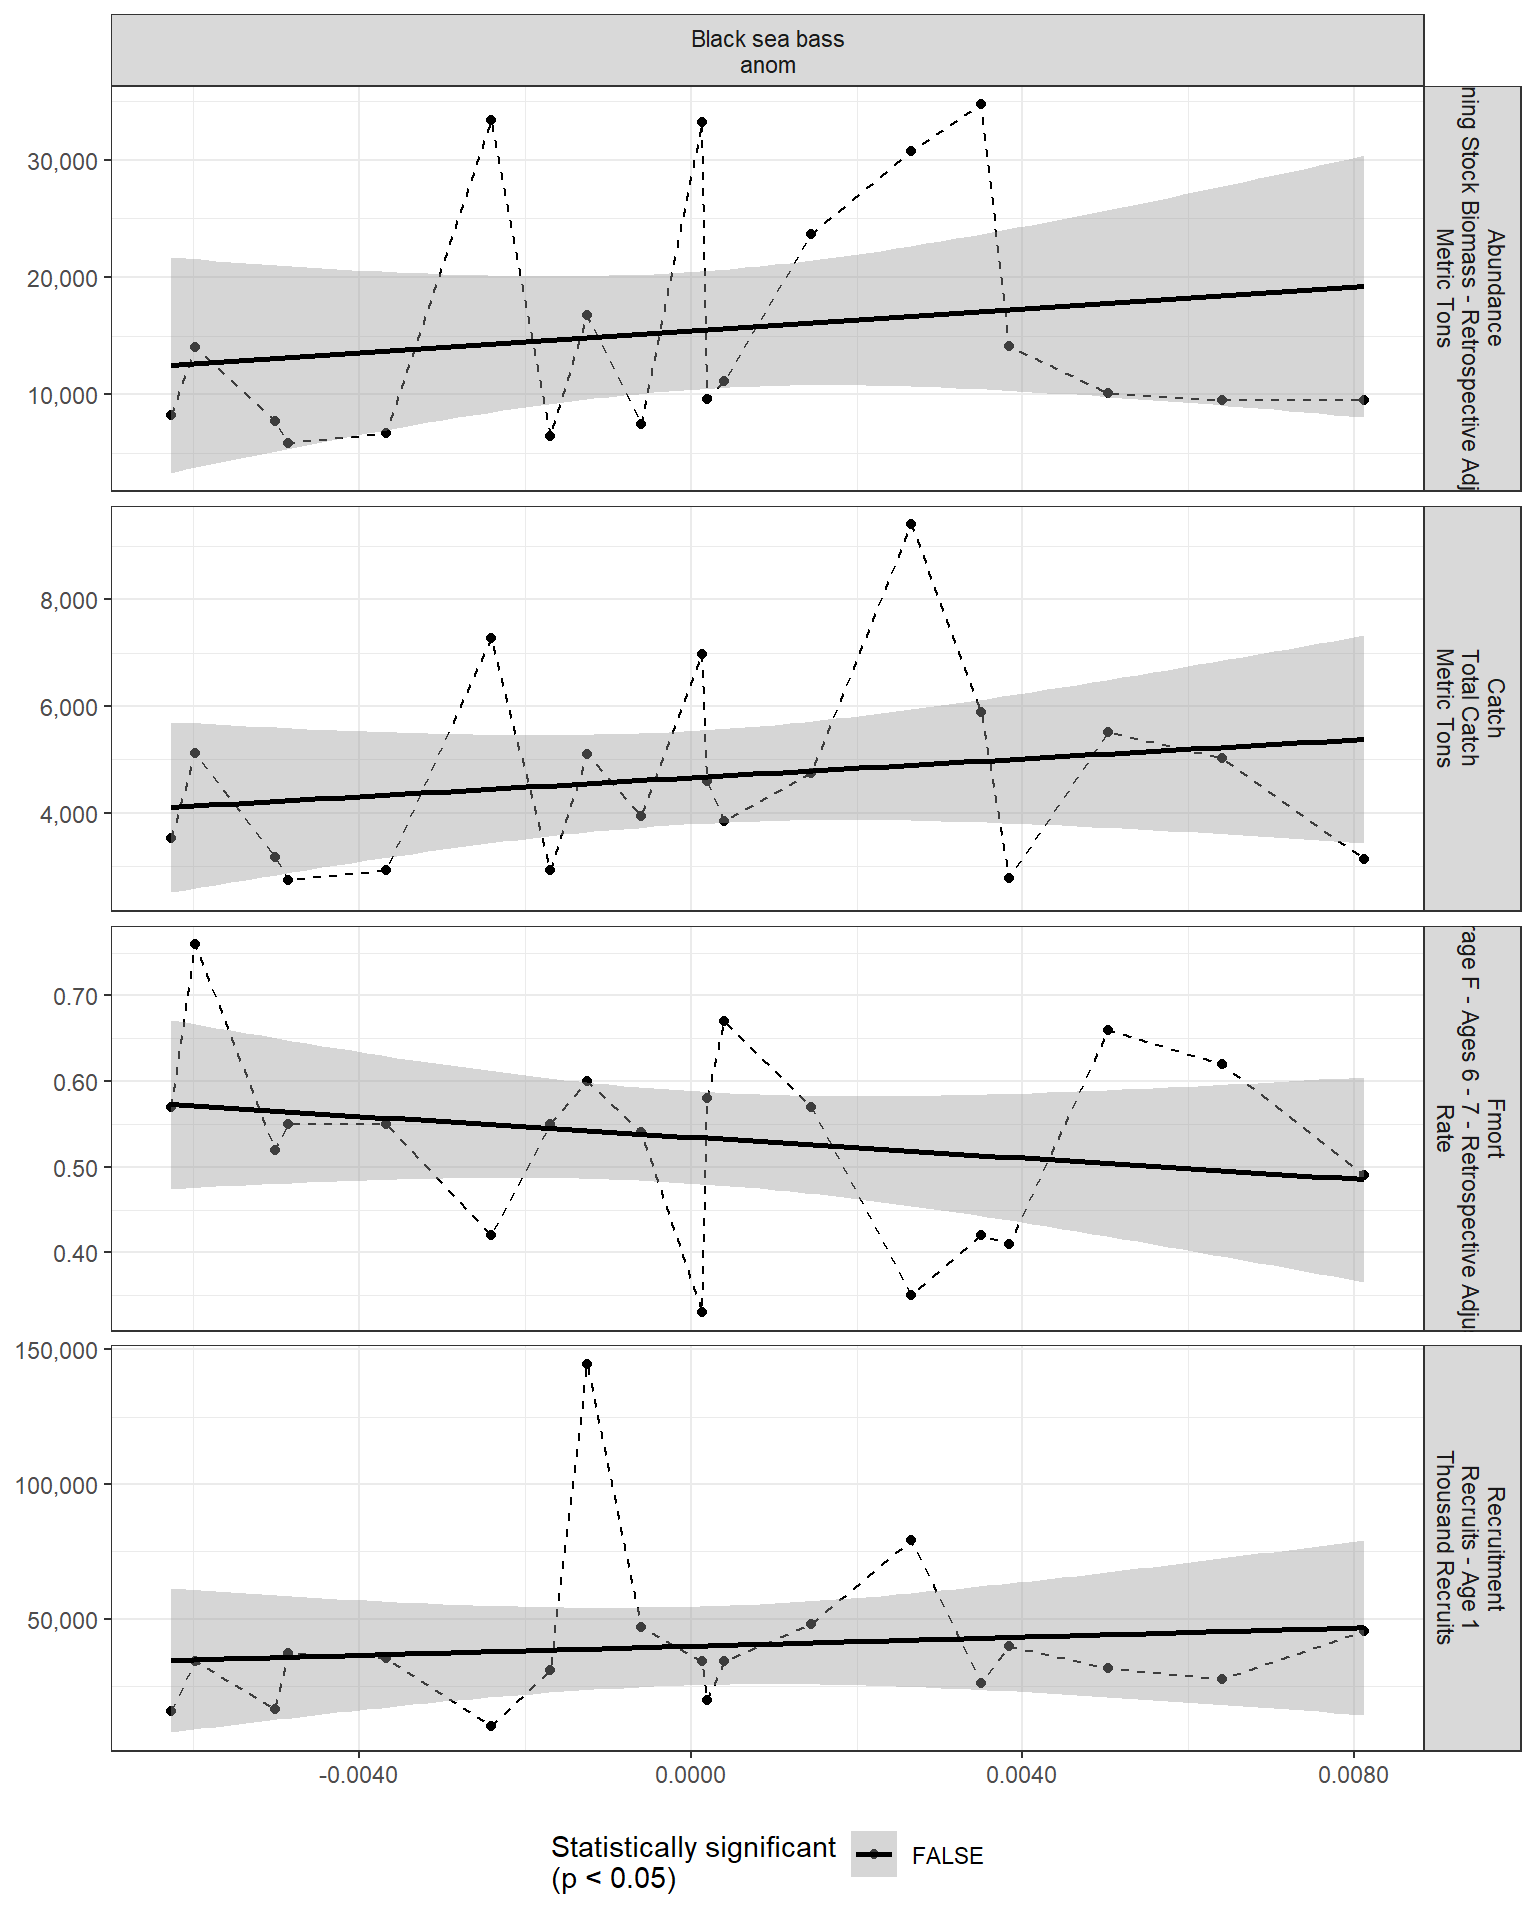 Black sea bass
anom
30,000
20,000
10,000
Abundance
ning Stock Biomass - Retrospective Adj
Metric Tons
8,000
6,000
4,000
Catch
Total Catch
Metric Tons
0.70
0.60
0.50
0.40
Fmort
rage F - Ages 6 - 7 - Retrospective Adju
Rate
150,000
100,000
50,000
Recruitment
Recruits - Age 1
Thousand Recruits
-0.0040
0.0000
0.0040
0.0080
Statistically significant
(p < 0.05)
FALSE